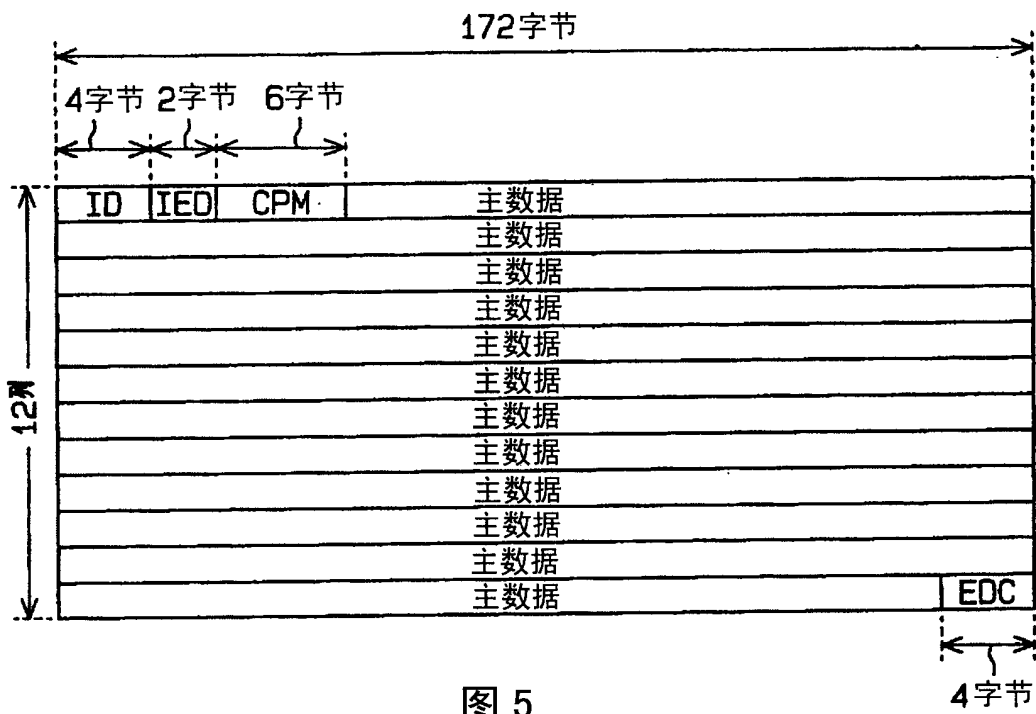 172字节
4字节 2字节 6字节
ID IED CPM 主数据
主数据
主数据
主数据
主数据
主数据
主数据
主数据
主数据
主数据
主数据
主数据 EDC
12列
4字节
图 5